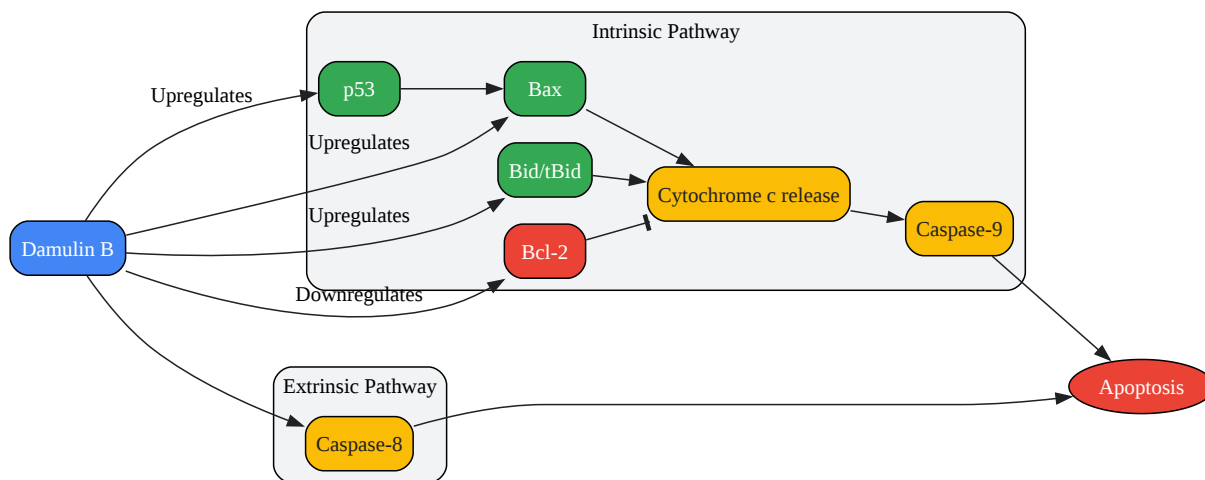 Intrinsic Pathway
p53
Bax
Upregulates
Upregulates
Bid/tBid
Cytochrome c release
Upregulates
Caspase-9
Damulin B
Bcl-2
Downregulates
Extrinsic Pathway
Apoptosis
Caspase-8